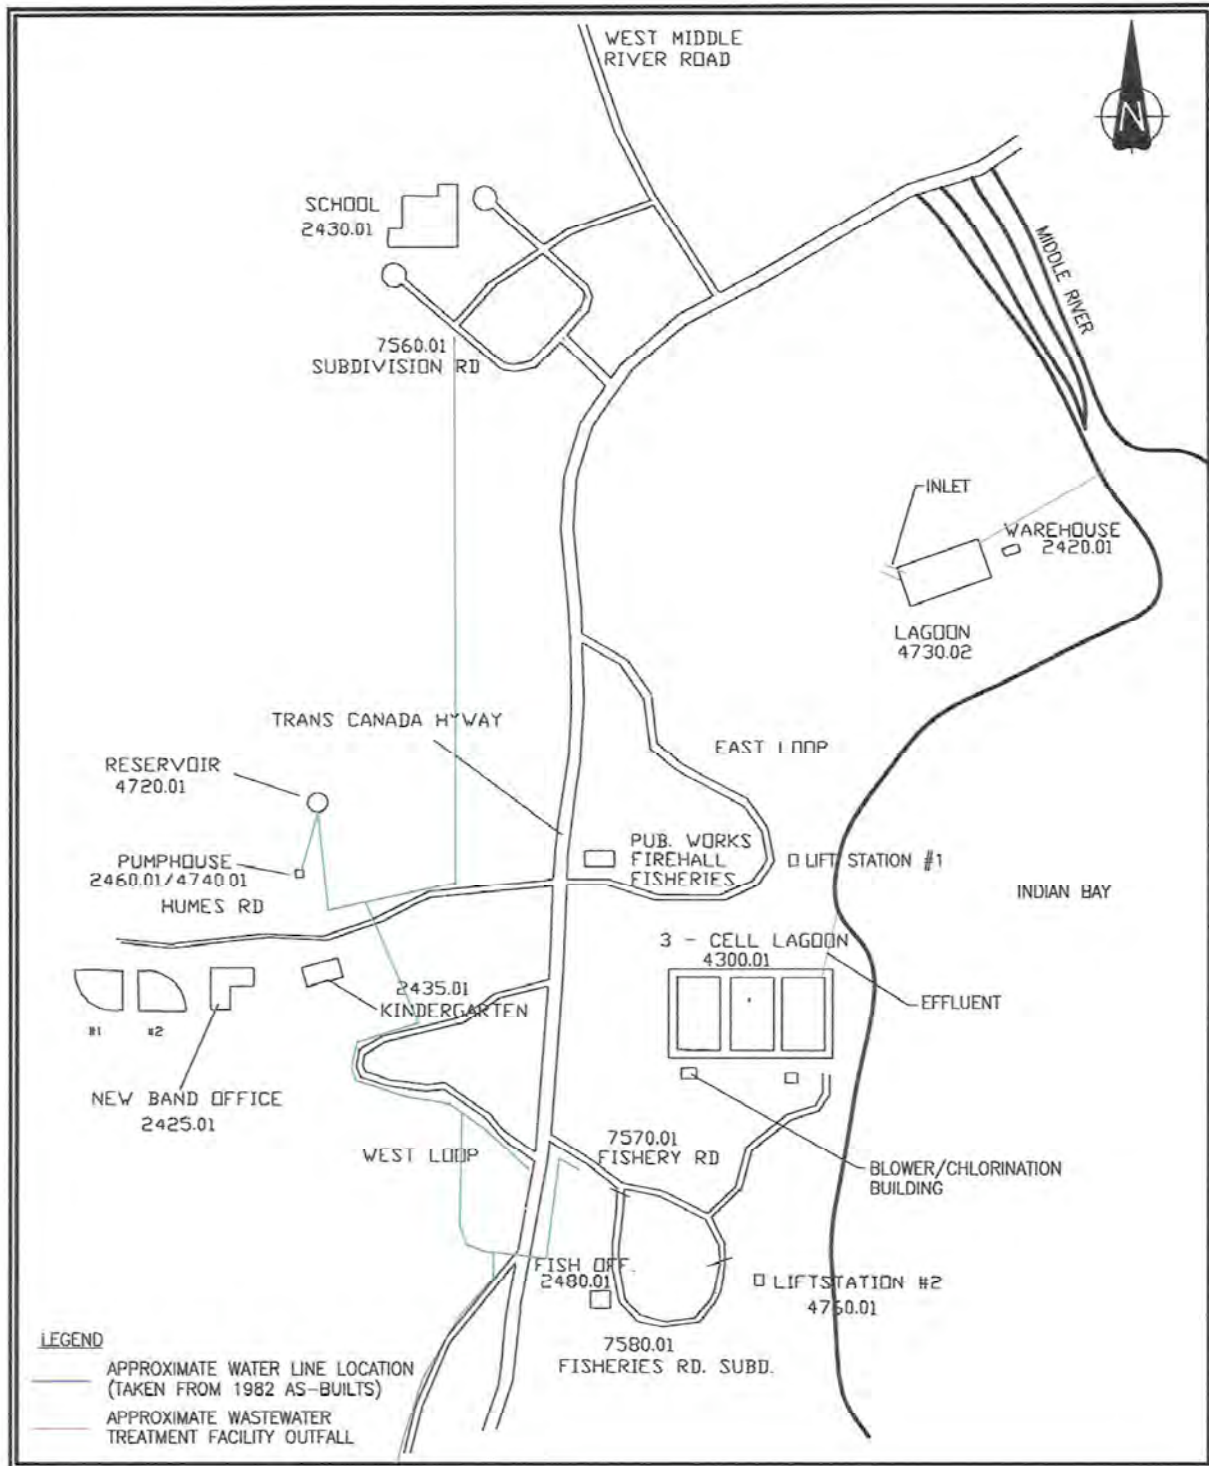 WEST MIDDLE
RIVER ROAD
N
SCHOOL
2430.01
MIDDLE RIVER
7560.01
SUBDIVISION RD
INLET
WAREHOUSE
2420.01
LAGOON
4730.02
TRANS CANADA HYWAY
EAST LOOP
RESERVOIR
4720.01
PUB. WORKS
FIREHALL
FISHERIES
LIFT STATION #1
PUMPHOUSE
2460.01/4740.01
HUMES RD
INDIAN BAY
3 - CELL LAGOON
4300.01
2435.01
KINDERGARTEN
EFFLUENT
#1
#2
NEW BAND OFFICE
2425.01
7570.01
FISHERY RD
WEST LOOP
BLOWER/CHLORINATION
BUILDING
FISH OFF.
2480.01
LIFTSTATION #2
4760.01
7580.01
FISHERIES RD. SUBD.
LEGEND
APPROXIMATE WATER LINE LOCATION
(TAKEN FROM 1982 AS-BUILTS)
APPROXIMATE WASTEWATER
TREATMENT FACILITY OUTFALL